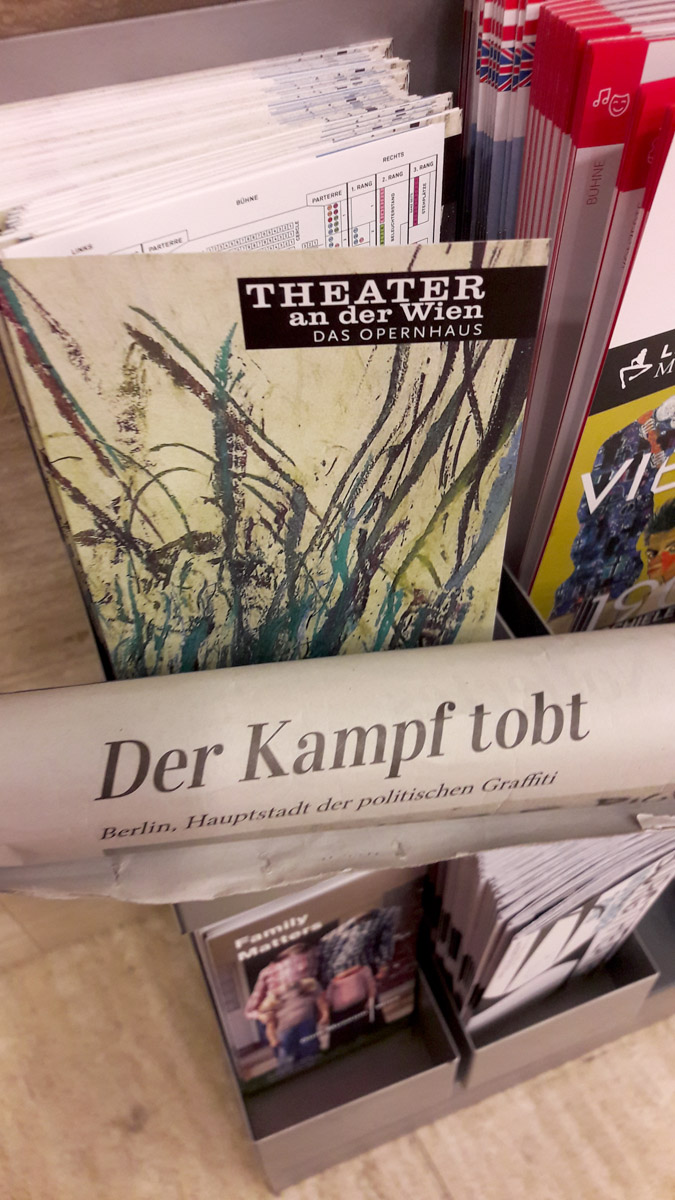 RECHTS
BÜHNE
PARTERRE
1. RANG
2. RANG
3. RANG
STEHPLÄTZE
LINKS
PARTERRE
THEATER
an der Wien
DAS OPERNHAUS
BÜHNE
Der Kampf tobt
Berlin, Hauptstadt der politischen Graffiti
Family
Matters